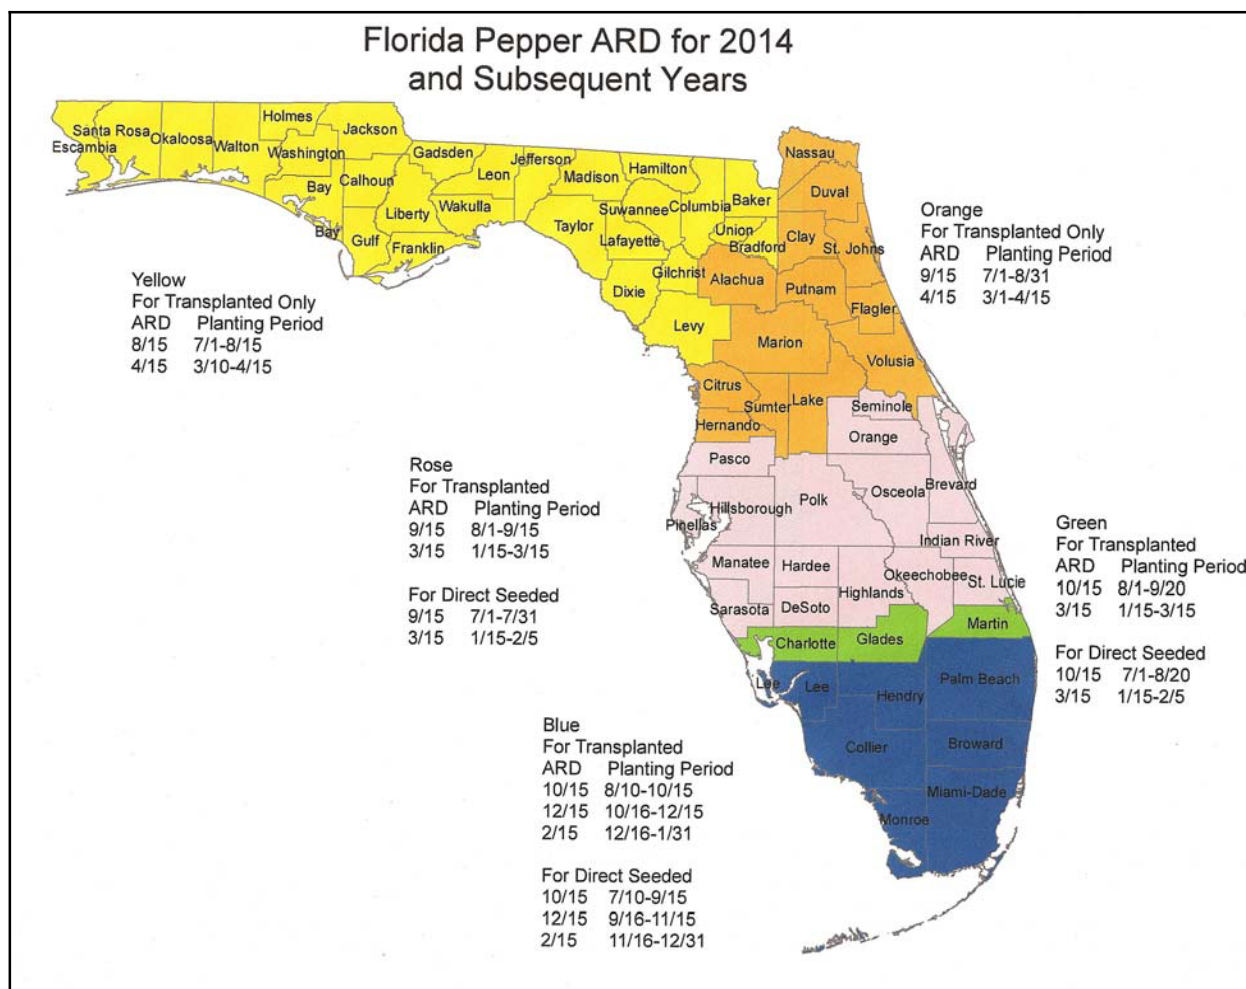 Florida Pepper ARD for 2014
and Subsequent Years
Holmes
Jackson
Santa Rosa
Okaloosa
Walton
Escambia
Washington
Gadsden
Jefferson
Hamilton
Nassau
Leon
Madison
Bay
Calhoun
Duval
Baker
Liberty
Wakulla
Suwannee
Columbia
Taylor
Union
Bay
Gulf
Franklin
Lafayette
Bradford
Clay
St. Johns
Gilchrist
Alachua
Dixie
Putnam
Flagler
Levy
Marion
Volusia
Citrus
Sumter
Lake
Seminole
Hernando
Orange
Pasco
Brevard
Osceola
Polk
Hillsborough
Pinellas
Indian River
Manatee
Hardee
Okeechobee
St. Lucie
Highlands
Sarasota
DeSoto
Martin
Charlotte
Glades
Palm Beach
Lee
Lee
Hendry
Collier
Broward
Miami-Dade
Monroe
Yellow
For Transplanted Only
ARD Planting Period
8/15 7/1-8/15
4/15 3/10-4/15
Orange
For Transplanted Only
ARD Planting Period
9/15 7/1-8/31
4/15 3/1-4/15
Rose
For Transplanted
ARD Planting Period
9/15 8/1-9/15
3/15 1/15-3/15
For Direct Seeded
9/15 7/1-7/31
3/15 1/15-2/5
Green
For Transplanted
ARD Planting Period
10/15 8/1-9/20
3/15 1/15-3/15
For Direct Seeded
10/15 7/1-8/20
3/15 1/15-2/5
Blue
For Transplanted
ARD Planting Period
10/15 8/10-10/15
12/15 10/16-12/15
2/15 12/16-1/31
For Direct Seeded
10/15 7/10-9/15
12/15 9/16-11/15
2/15 11/16-12/31